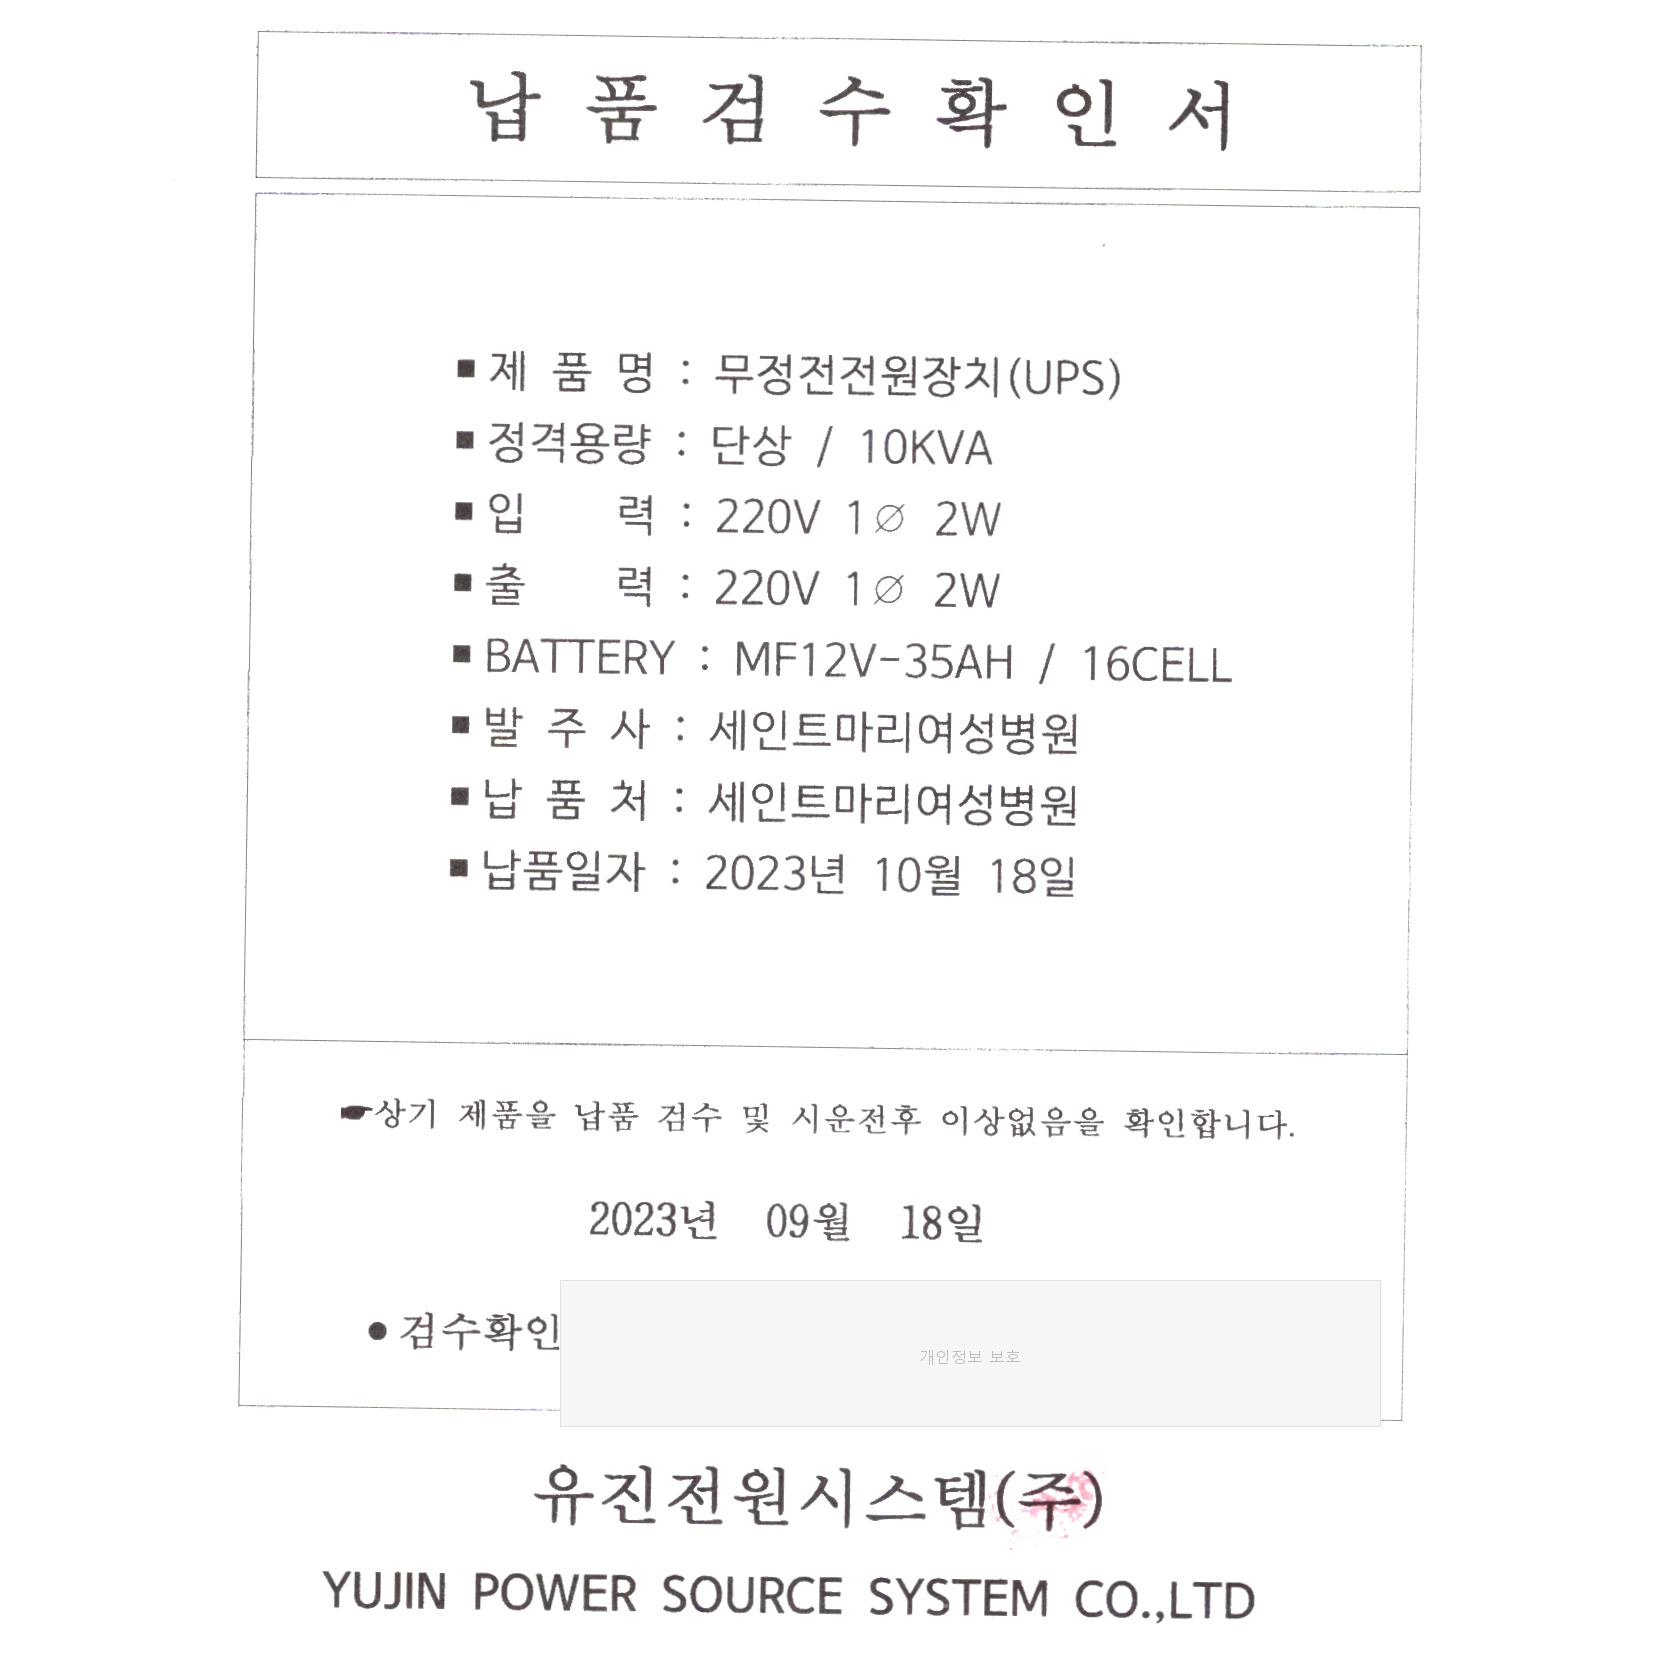 납 품 검 수 확 인 서
■ 제 품 명 : 무정전전원장치(UPS)
■ 정격용량 : 단상 / 10KVA
■ 입 력 : 220V 1∅ 2W
■ 출 력 : 220V 1∅ 2W
■ BATTERY : MF12V-35AH / 16CELL
■ 발 주 사 : 세인트마리여성병원
■ 납 품 처 : 세인트마리여성병원
■ 납품일자 : 2023년 10월 18일
☛상기 제품을 납품 검수 및 시운전후 이상없음을 확인합니다.
2023년 09월 18일
● 검수확인
개인정보 보호
유진전원시스템(주)
YUJIN POWER SOURCE SYSTEM CO.,LTD